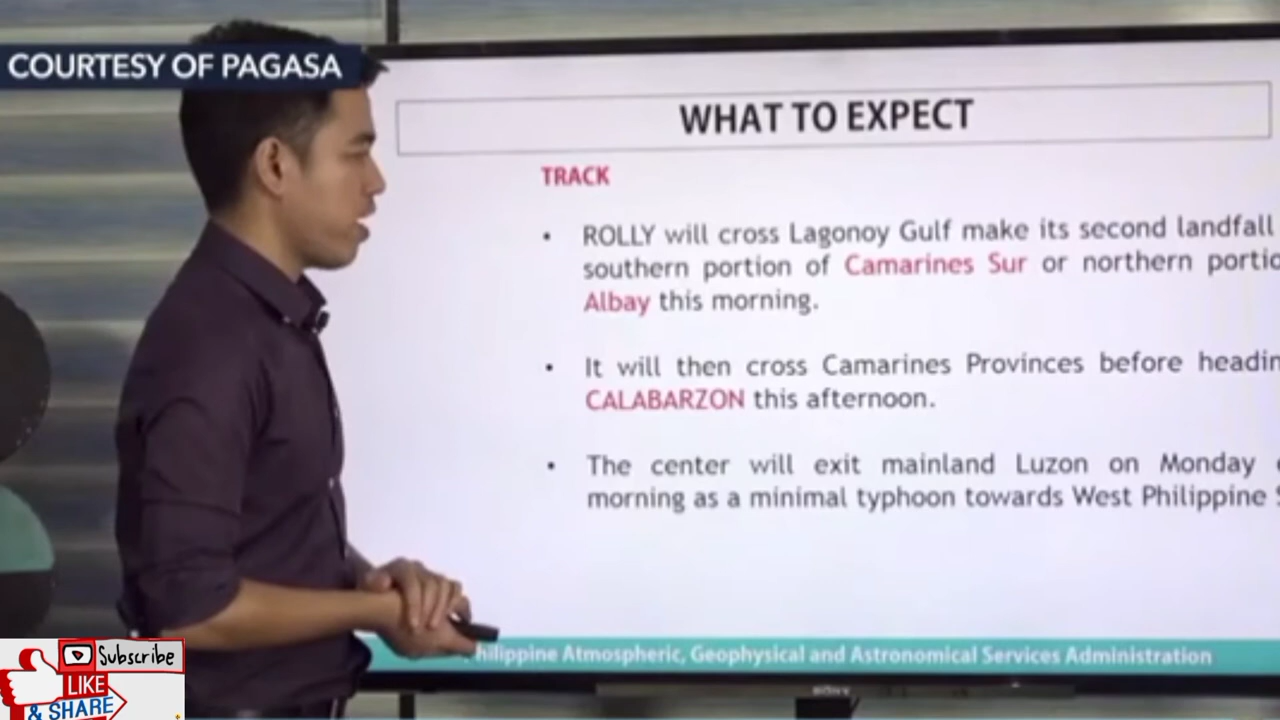 COURTESY OF PAGASA
WHAT TO EXPECT
TRACK
• ROLLY will cross Lagonoy Gulf make its second landfall
southern portion of Camarines Sur or northern portio
Albay this morning.
• It will then cross Camarines Provinces before headin
CALABARZON this afternoon.
• The center will exit mainland Luzon on Monday
morning as a minimal typhoon towards West Philippine
hilippine Atmospheric, Geophysical and Astronomical Services Administration
SONY
Subscribe
LIKE
& SHARE